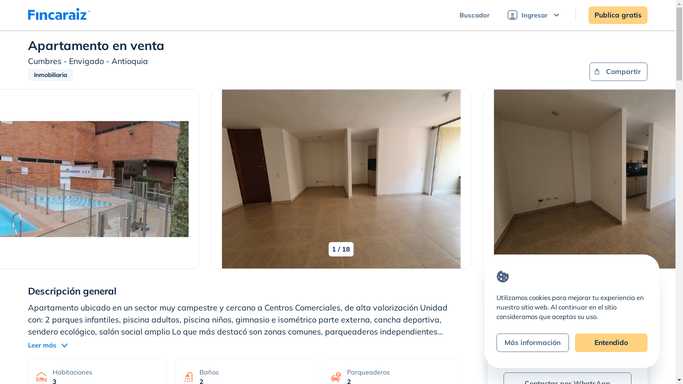 Fincaraiz
Buscador
Ingresar
Publica gratis
Apartamento en venta
Cumbres - Envigado - Antioquia
Inmobiliaria
Compartir
1 / 18
Descripción general
Apartamento ubicado en un sector muy campestre y cercano a Centros Comerciales, de alta valorización Unidad
con: 2 parques infantiles, piscina adultos, piscina niños, gimnasio e isométrico parte externa, cancha deportiva,
sendero ecológico, salón social amplio Lo que más destacó son zonas comunes, parqueaderos independientes...
Leer más
Habitaciones
3
Baños
2
Parqueaderos
2
Utilizamos cookies para mejorar tu experiencia en
nuestro sitio web. Al continuar en el sitio
consideramos que aceptas su uso.
Más información
Entendido
Contactar por WhatsApp